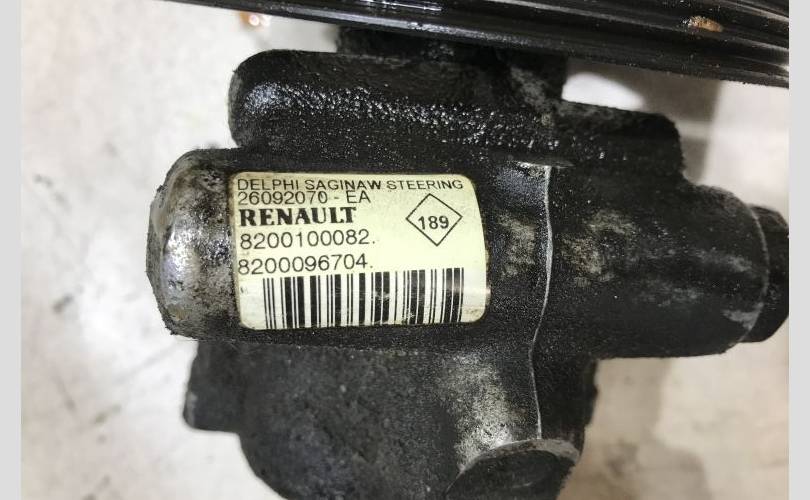 DELPHI SAGINAW STEERING
26092070 - EA
RENAULT
189
8200100082.
8200096704.